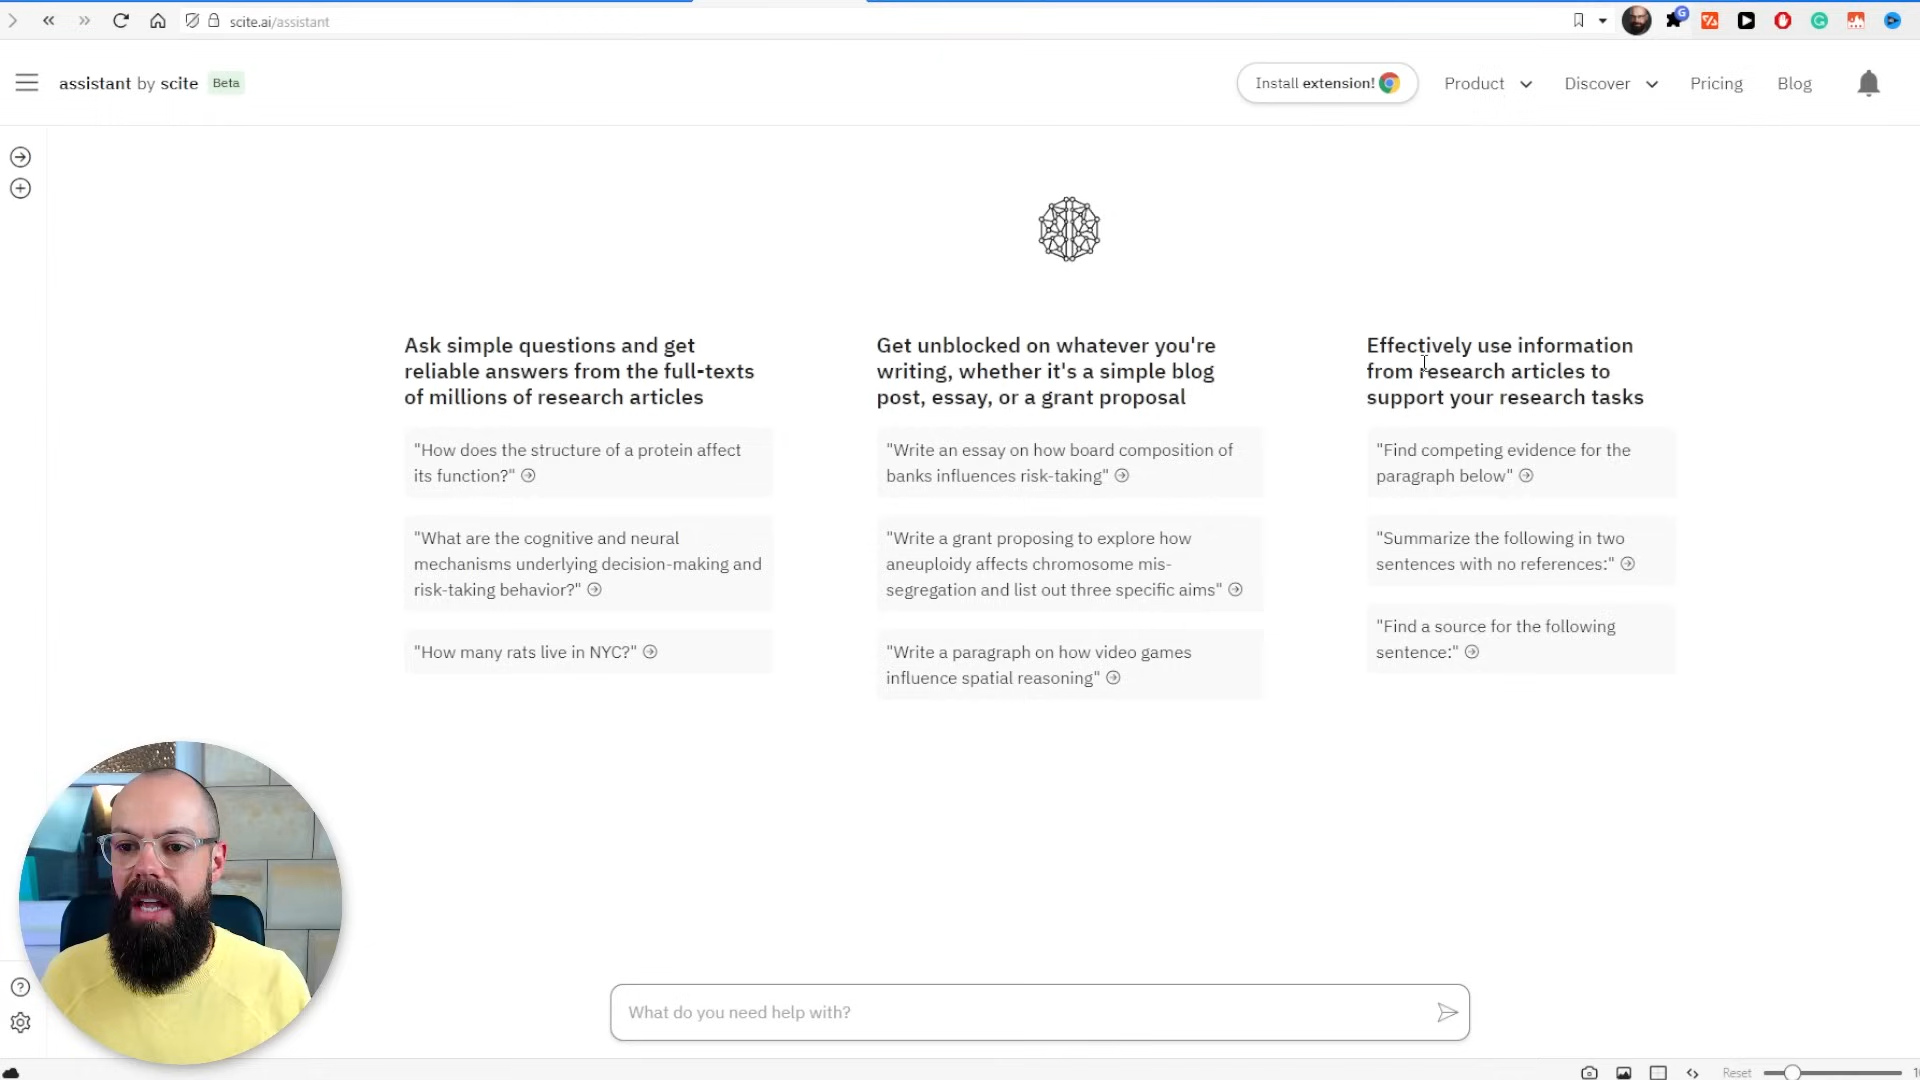 scite.ai/assistant
assistant by scite Beta
Install extension!
Product
Discover
Pricing
Blog
Ask simple questions and get
reliable answers from the full-texts
of millions of research articles
"How does the structure of a protein affect
its function?"
"What are the cognitive and neural
mechanisms underlying decision-making and
risk-taking behavior?"
"How many rats live in NYC?"
Get unblocked on whatever you're
writing, whether it's a simple blog
post, essay, or a grant proposal
"Write an essay on how board composition of
banks influences risk-taking"
"Write a grant proposing to explore how
aneuploidy affects chromosome mis-
segregation and list out three specific aims"
"Write a paragraph on how video games
influence spatial reasoning"
Effectively use information
from research articles to
support your research tasks
"Find competing evidence for the
paragraph below"
"Summarize the following in two
sentences with no references:"
"Find a source for the following
sentence:"
What do you need help with?
Reset